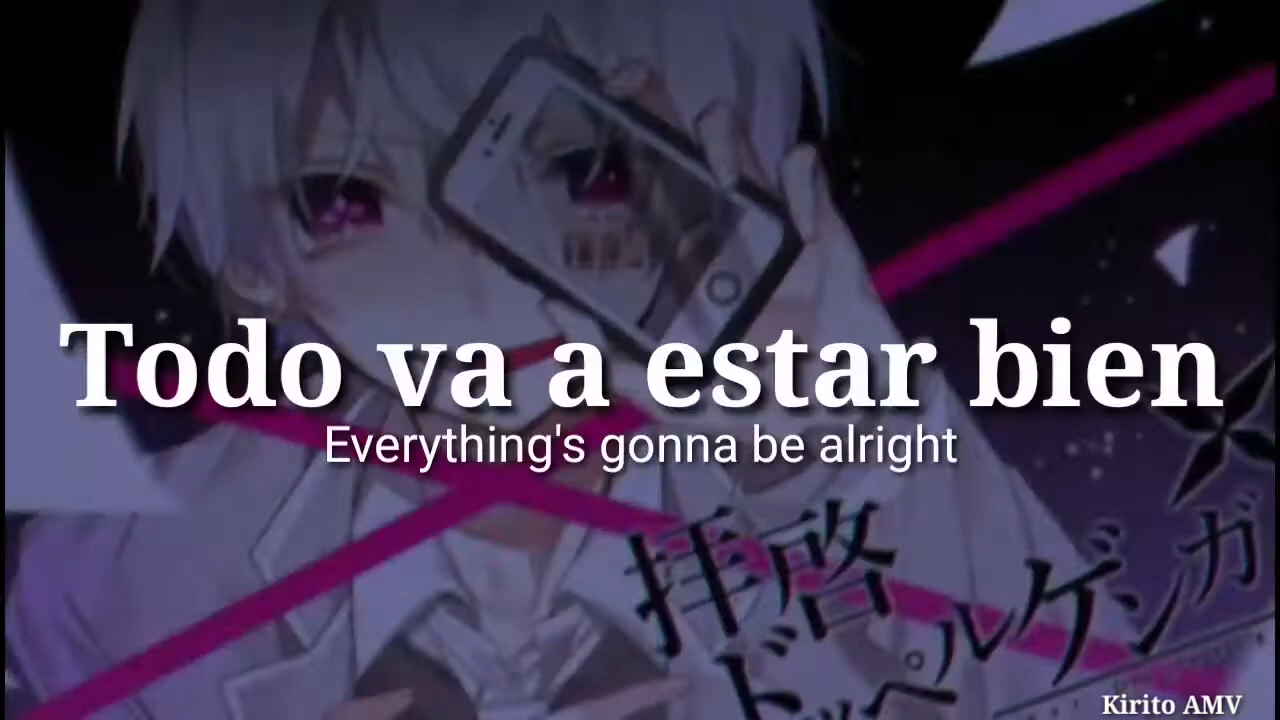 Todo va a estar bien
Everything's gonna be alright
拝啓
ドッペルゲンガ
Kirito AMV